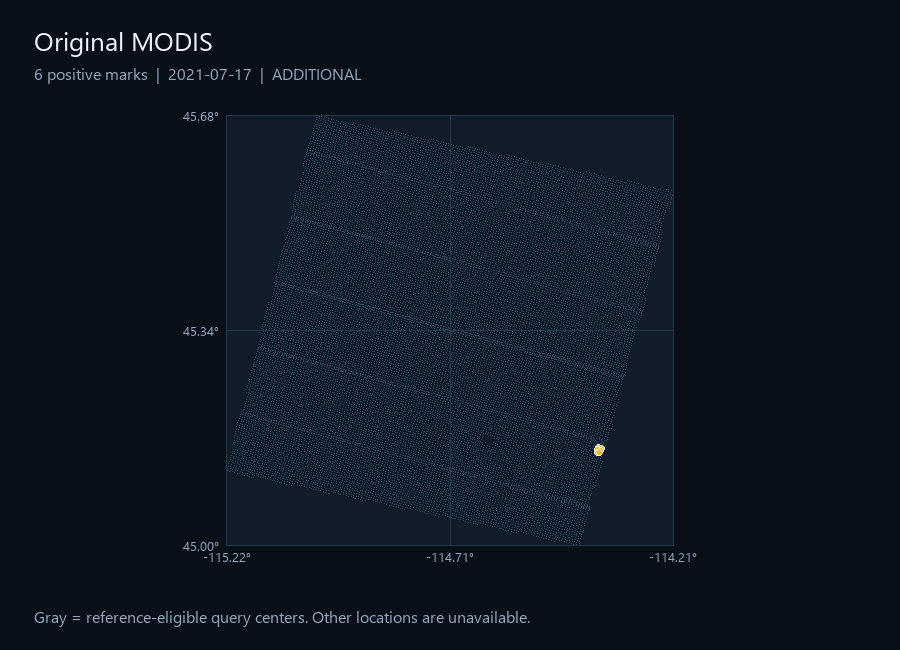 Original MODIS
6 positive marks | 2021-07-17 | ADDITIONAL
45.68°
45.34°
45.00°
-115.22°
-114.71°
-114.21°
Gray = reference-eligible query centers. Other locations are unavailable.